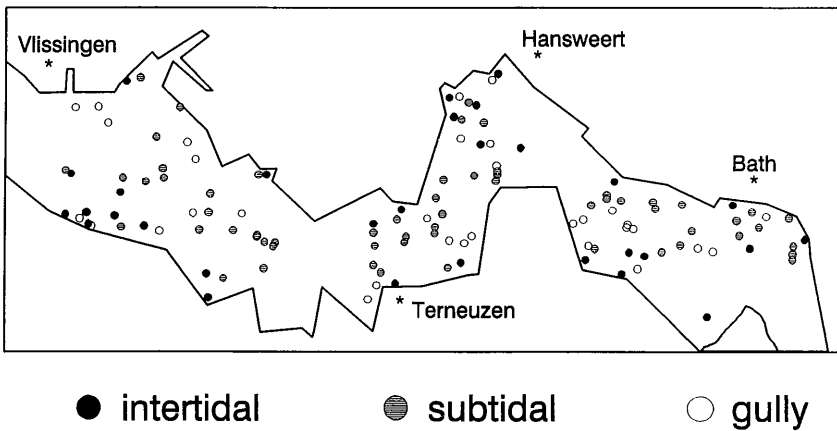 Vlissingen
*
Hansweert
*
Bath
*
* Terneuzen
intertidal subtidal gully